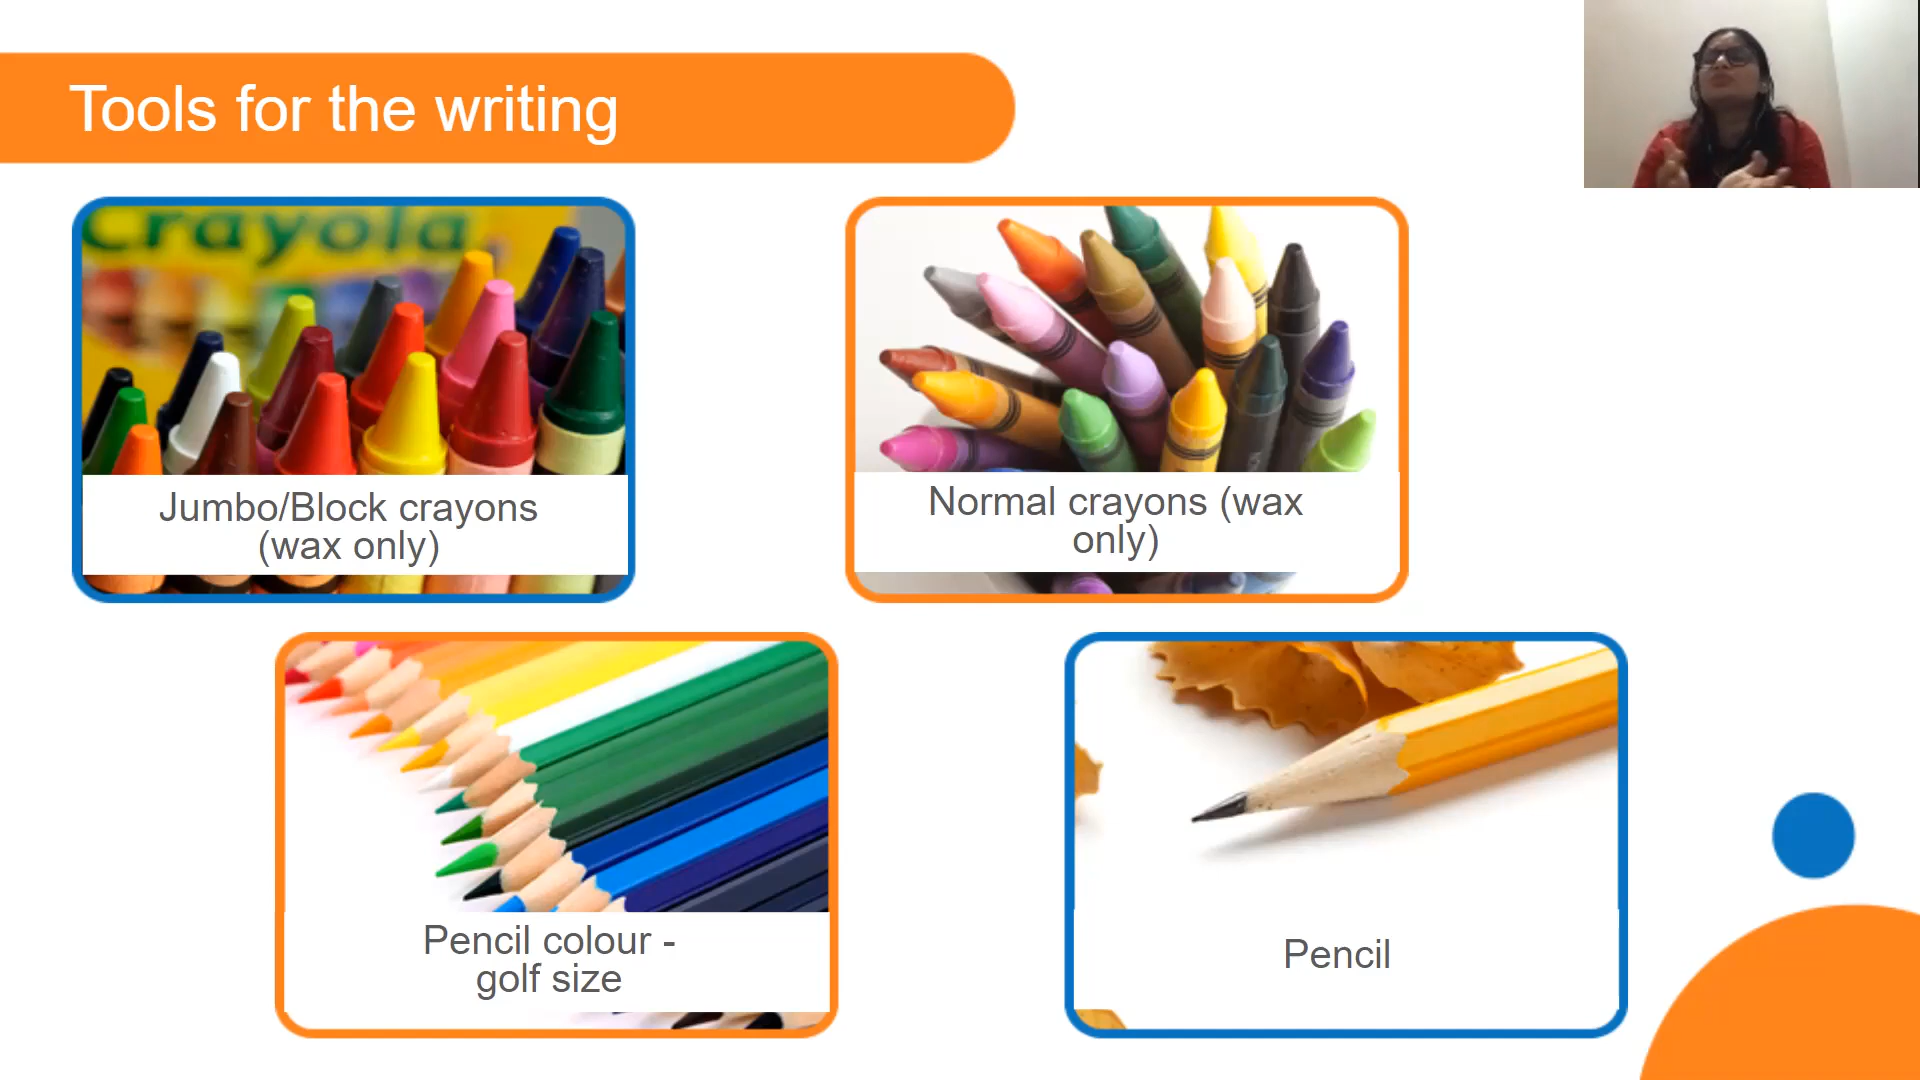 Tools for the writing
Crayola
Jumbo/Block crayons
(wax only)
Normal crayons (wax
only)
Pencil colour -
golf size
Pencil